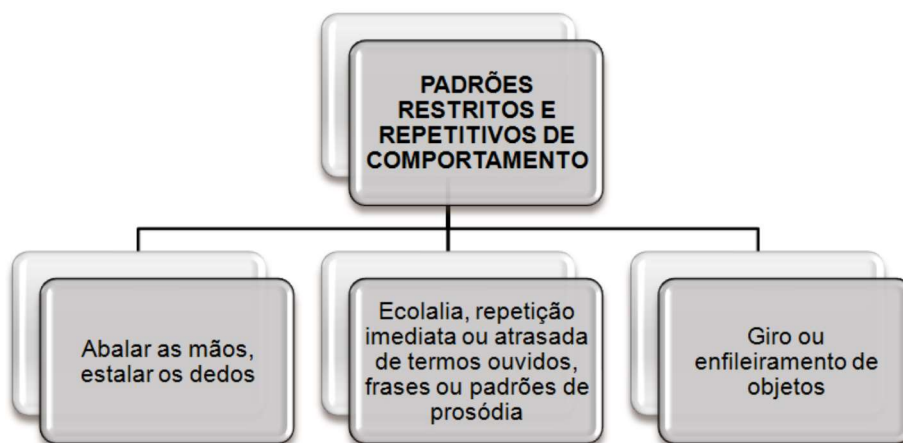 PADRÕES
RESTRITOS E
REPETITIVOS DE
COMPORTAMENTO
Abalar as mãos,
estalar os dedos
Ecolalia, repetição
imediata ou atrasada
de termos ouvidos,
frases ou padrões de
prosódia
Giro ou
enfileiramento de
objetos